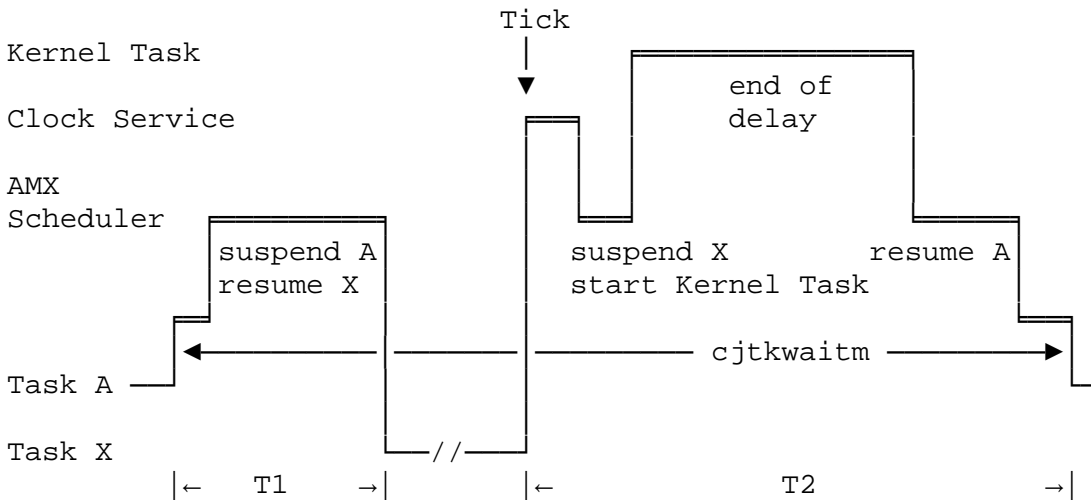 Tick
Kernel Task
end of
Clock Service delay
AMX
Scheduler
suspend A suspend X resume A
resume X start Kernel Task
cjtkwaitm
Task A
Task X //
|← T1 →| |← T2 →|